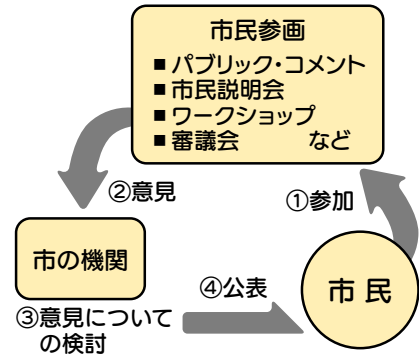 市民参画
■ パブリック・コメント
■ 市民説明会
■ ワークショップ
■ 審議会 など
②意見
①参加
市の機関
市民
④公表
③意見について
の検討